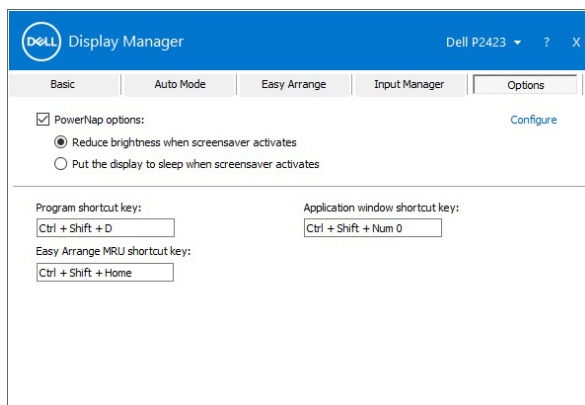 DELL Display Manager Dell P2423 ? X
Basic Auto Mode Easy Arrange Input Manager Options
PowerNap options: Configure
Reduce brightness when screensaver activates
Put the display to sleep when screensaver activates
Program shortcut key: Application window shortcut key:
Ctrl + Shift + D Ctrl + Shift + Num 0
Easy Arrange MRU shortcut key:
Ctrl + Shift + Home